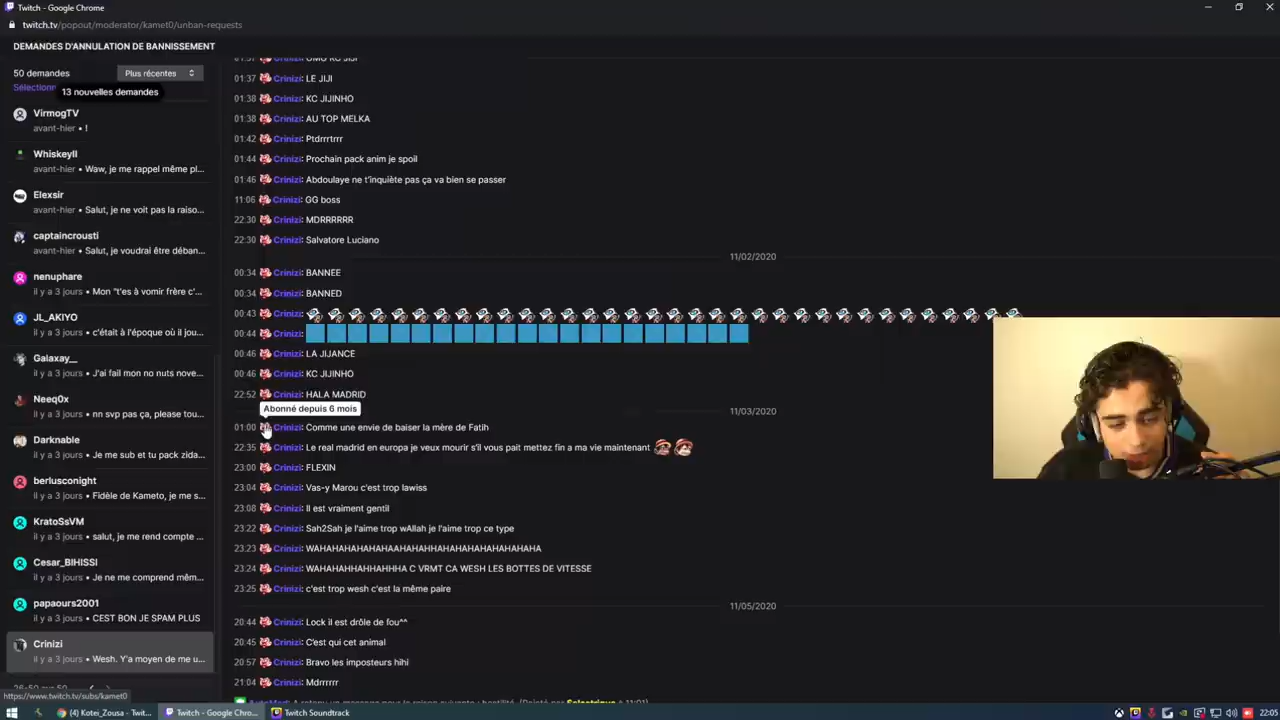 Twitch - Google Chrome
twitch.tv/popout/moderator/kamet0/unban-requests
DEMANDES D'ANNULATION DE BANNISSEMENT
50 demandes
Plus récentes
13 nouvelles demandes
VirmogTV
avant-hier • !
WhiskeyII
avant-hier • Waw, je me rappel même pl...
Elexsir
avant-hier • Salut, je ne voit pas la raiso...
captaincrousti
avant-hier • Salut, je voudrai être déban...
nenuphare
il y a 3 jours • Mon "t'es à vomir frère c'...
JL_AKIYO
il y a 3 jours • c'était à l'époque où il jou...
Galaxay__
il y a 3 jours • J'ai fail mon no nuts nove...
Neeq0x
il y a 3 jours • nn svp pas ça, please tou...
Darknable
il y a 3 jours • Je me sub et tu pack zida...
berlusconight
il y a 3 jours • Fidèle de Kameto, je me s...
KratoSsVM
il y a 3 jours • salut, je me rend compte ...
Cesar_BIHISSI
il y a 3 jours • Je ne me comprend mêm...
papaours2001
il y a 3 jours • CEST BON JE SPAM PLUS
Crinizi
il y a 3 jours • Wesh. Y'a moyen de me u...
https://www.twitch.tv/subs/kamet0
01:37 Crinizi: LE JIJI
01:38 Crinizi: KC JIJINHO
01:38 Crinizi: AU TOP MELKA
01:42 Crinizi: Ptdrrrtrrr
01:44 Crinizi: Prochain pack anim je spoil
01:46 Crinizi: Abdoulaye ne t'inquiète pas ça va bien se passer
11:06 Crinizi: GG boss
22:30 Crinizi: MDRRRRRR
22:30 Crinizi: Salvatore Luciano
11/02/2020
00:34 Crinizi: BANNEE
00:34 Crinizi: BANNED
00:43 Crinizi:
00:44 Crinizi:
00:46 Crinizi: LA JIJANCE
00:46 Crinizi: KC JIJINHO
22:52 Crinizi: HALA MADRID
Abonné depuis 6 mois
11/03/2020
01:00 Crinizi: Comme une envie de baiser la mère de Fatih
22:35 Crinizi: Le real madrid en europa je veux mourir s'il vous pait mettez fin a ma vie maintenant
23:00 Crinizi: FLEXIN
23:04 Crinizi: Vas-y Marou c'est trop lawiss
23:08 Crinizi: Il est vraiment gentil
23:22 Crinizi: Sah2Sah je l'aime trop wAllah je l'aime trop ce type
23:23 Crinizi: WAHAHAHAHAHAAHAHAHHAHAHAHAHAHAHAHA
23:24 Crinizi: WAHAHAHHAHHAHHHA C VRMT CA WESH LES BOTTES DE VITESSE
23:25 Crinizi: c'est trop wesh c'est la même paire
11/05/2020
20:44 Crinizi: Lock il est drôle de fou^^
20:45 Crinizi: C'est qui cet animal
20:57 Crinizi: Bravo les imposteurs hihi
21:04 Crinizi: Mdrrrrrr
(4) Kotei_Zousa - Twit...
Twitch - Google Chro...
Twitch Soundtrack
22:05